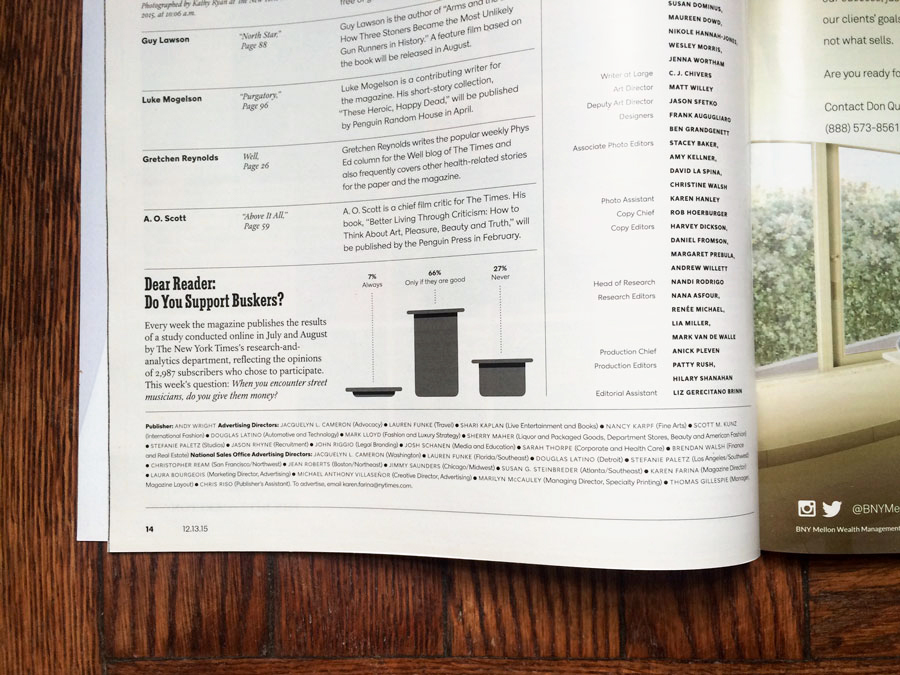 Photographed by Kathy Ryan at The New
2015, at 10:06 a.m.
Guy Lawson
"North Star,"
Page 88
Guy Lawson is the author of "Arms and the
How Three Stoners Became the Most Unlikely
Gun Runners in History." A feature film based on
the book will be released in August.
Luke Mogelson
"Purgatory,"
Page 96
Luke Mogelson is a contributing writer for
the magazine. His short-story collection,
"These Heroic, Happy Dead," will be published
by Penguin Random House in April.
Gretchen Reynolds
Well,
Page 26
Gretchen Reynolds writes the popular weekly Phys
Ed column for the Well blog of The Times and
also frequently covers other health-related stories
for the paper and the magazine.
A. O. Scott
"Above It All,"
Page 59
A. O. Scott is a chief film critic for The Times. His
book, "Better Living Through Criticism: How to
Think About Art, Pleasure, Beauty and Truth," will
be published by the Penguin Press in February.
Dear Reader:
Do You Support Buskers?
Every week the magazine publishes the results
of a study conducted online in July and August
by The New York Times's research-and-
analytics department, reflecting the opinions
of 2,987 subscribers who chose to participate.
This week's question: When you encounter street
musicians, do you give them money?
7%
Always
66%
Only if they are good
27%
Never
SUSAN DOMINUS,
MAUREEN DOWD,
NIKOLE HANNAH-JONES,
WESLEY MORRIS,
JENNA WORTHAM
Writer at Large C. J. CHIVERS
Art Director MATT WILLEY
Deputy Art Director JASON SFETKO
Designers FRANK AUGUGLIARO
BEN GRANDGENETT
Associate Photo Editors STACEY BAKER,
AMY KELLNER,
DAVID LA SPINA,
CHRISTINE WALSH
Photo Assistant KAREN HANLEY
Copy Chief ROB HOERBURGER
Copy Editors HARVEY DICKSON,
DANIEL FROMSON,
MARGARET PREBULA,
ANDREW WILLETT
Head of Research NANDI RODRIGO
Research Editors NANA ASFOUR,
RENÉE MICHAEL,
LIA MILLER,
MARK VAN DE WALLE
Production Chief ANICK PLEVEN
Production Editors PATTY RUSH,
HILARY SHANAHAN
Editorial Assistant LIZ GERECITANO BRINN
Publisher: ANDY WRIGHT Advertising Directors: JACQUELYN L. CAMERON (Advocacy) ● LAUREN FUNKE (Travel) ● SHARI KAPLAN (Live Entertainment and Books) ● NANCY KARPF (Fine Arts) ● SCOTT M. KUNZ
(International Fashion) ● DOUGLAS LATINO (Automotive and Technology) ● MARK LLOYD (Fashion and Luxury Strategy) ● SHERRY MAHER (Liquor and Packaged Goods, Department Stores, Beauty and American Fashion)
● STEFANIE PALETZ (Studios) ● JASON RHYNE (Recruitment) ● JOHN RIGGIO (Legal Branding) ● JOSH SCHANEN (Media and Education) ● SARAH THORPE (Corporate and Health Care) ● BRENDAN WALSH (Finance
and Real Estate) National Sales Office Advertising Directors: JACQUELYN L. CAMERON (Washington) ● LAUREN FUNKE (Florida/Southeast) ● DOUGLAS LATINO (Detroit) ● STEFANIE PALETZ (Los Angeles/Southwest)
● CHRISTOPHER REAM (San Francisco/Northwest) ● JEAN ROBERTS (Boston/Northeast) ● JIMMY SAUNDERS (Chicago/Midwest) ● SUSAN G. STEINBREDER (Atlanta/Southeast) ● KAREN FARINA (Magazine Director)
● LAURA BOURGEOIS (Marketing Director, Advertising) ● MICHAEL ANTHONY VILLASEÑOR (Creative Director, Advertising) ● MARILYN McCAULEY (Managing Director, Specialty Printing) ● THOMAS GILLESPIE (Manager,
Magazine Layout) ● CHRIS RISO (Publisher's Assistant). To advertise, email karen.farina@nytimes.com.
14 12.13.15
our clients' goals
not what sells.
Are you ready fo
Contact Don Qu
(888) 573-8561
@BNYMe
BNY Mellon Wealth Management